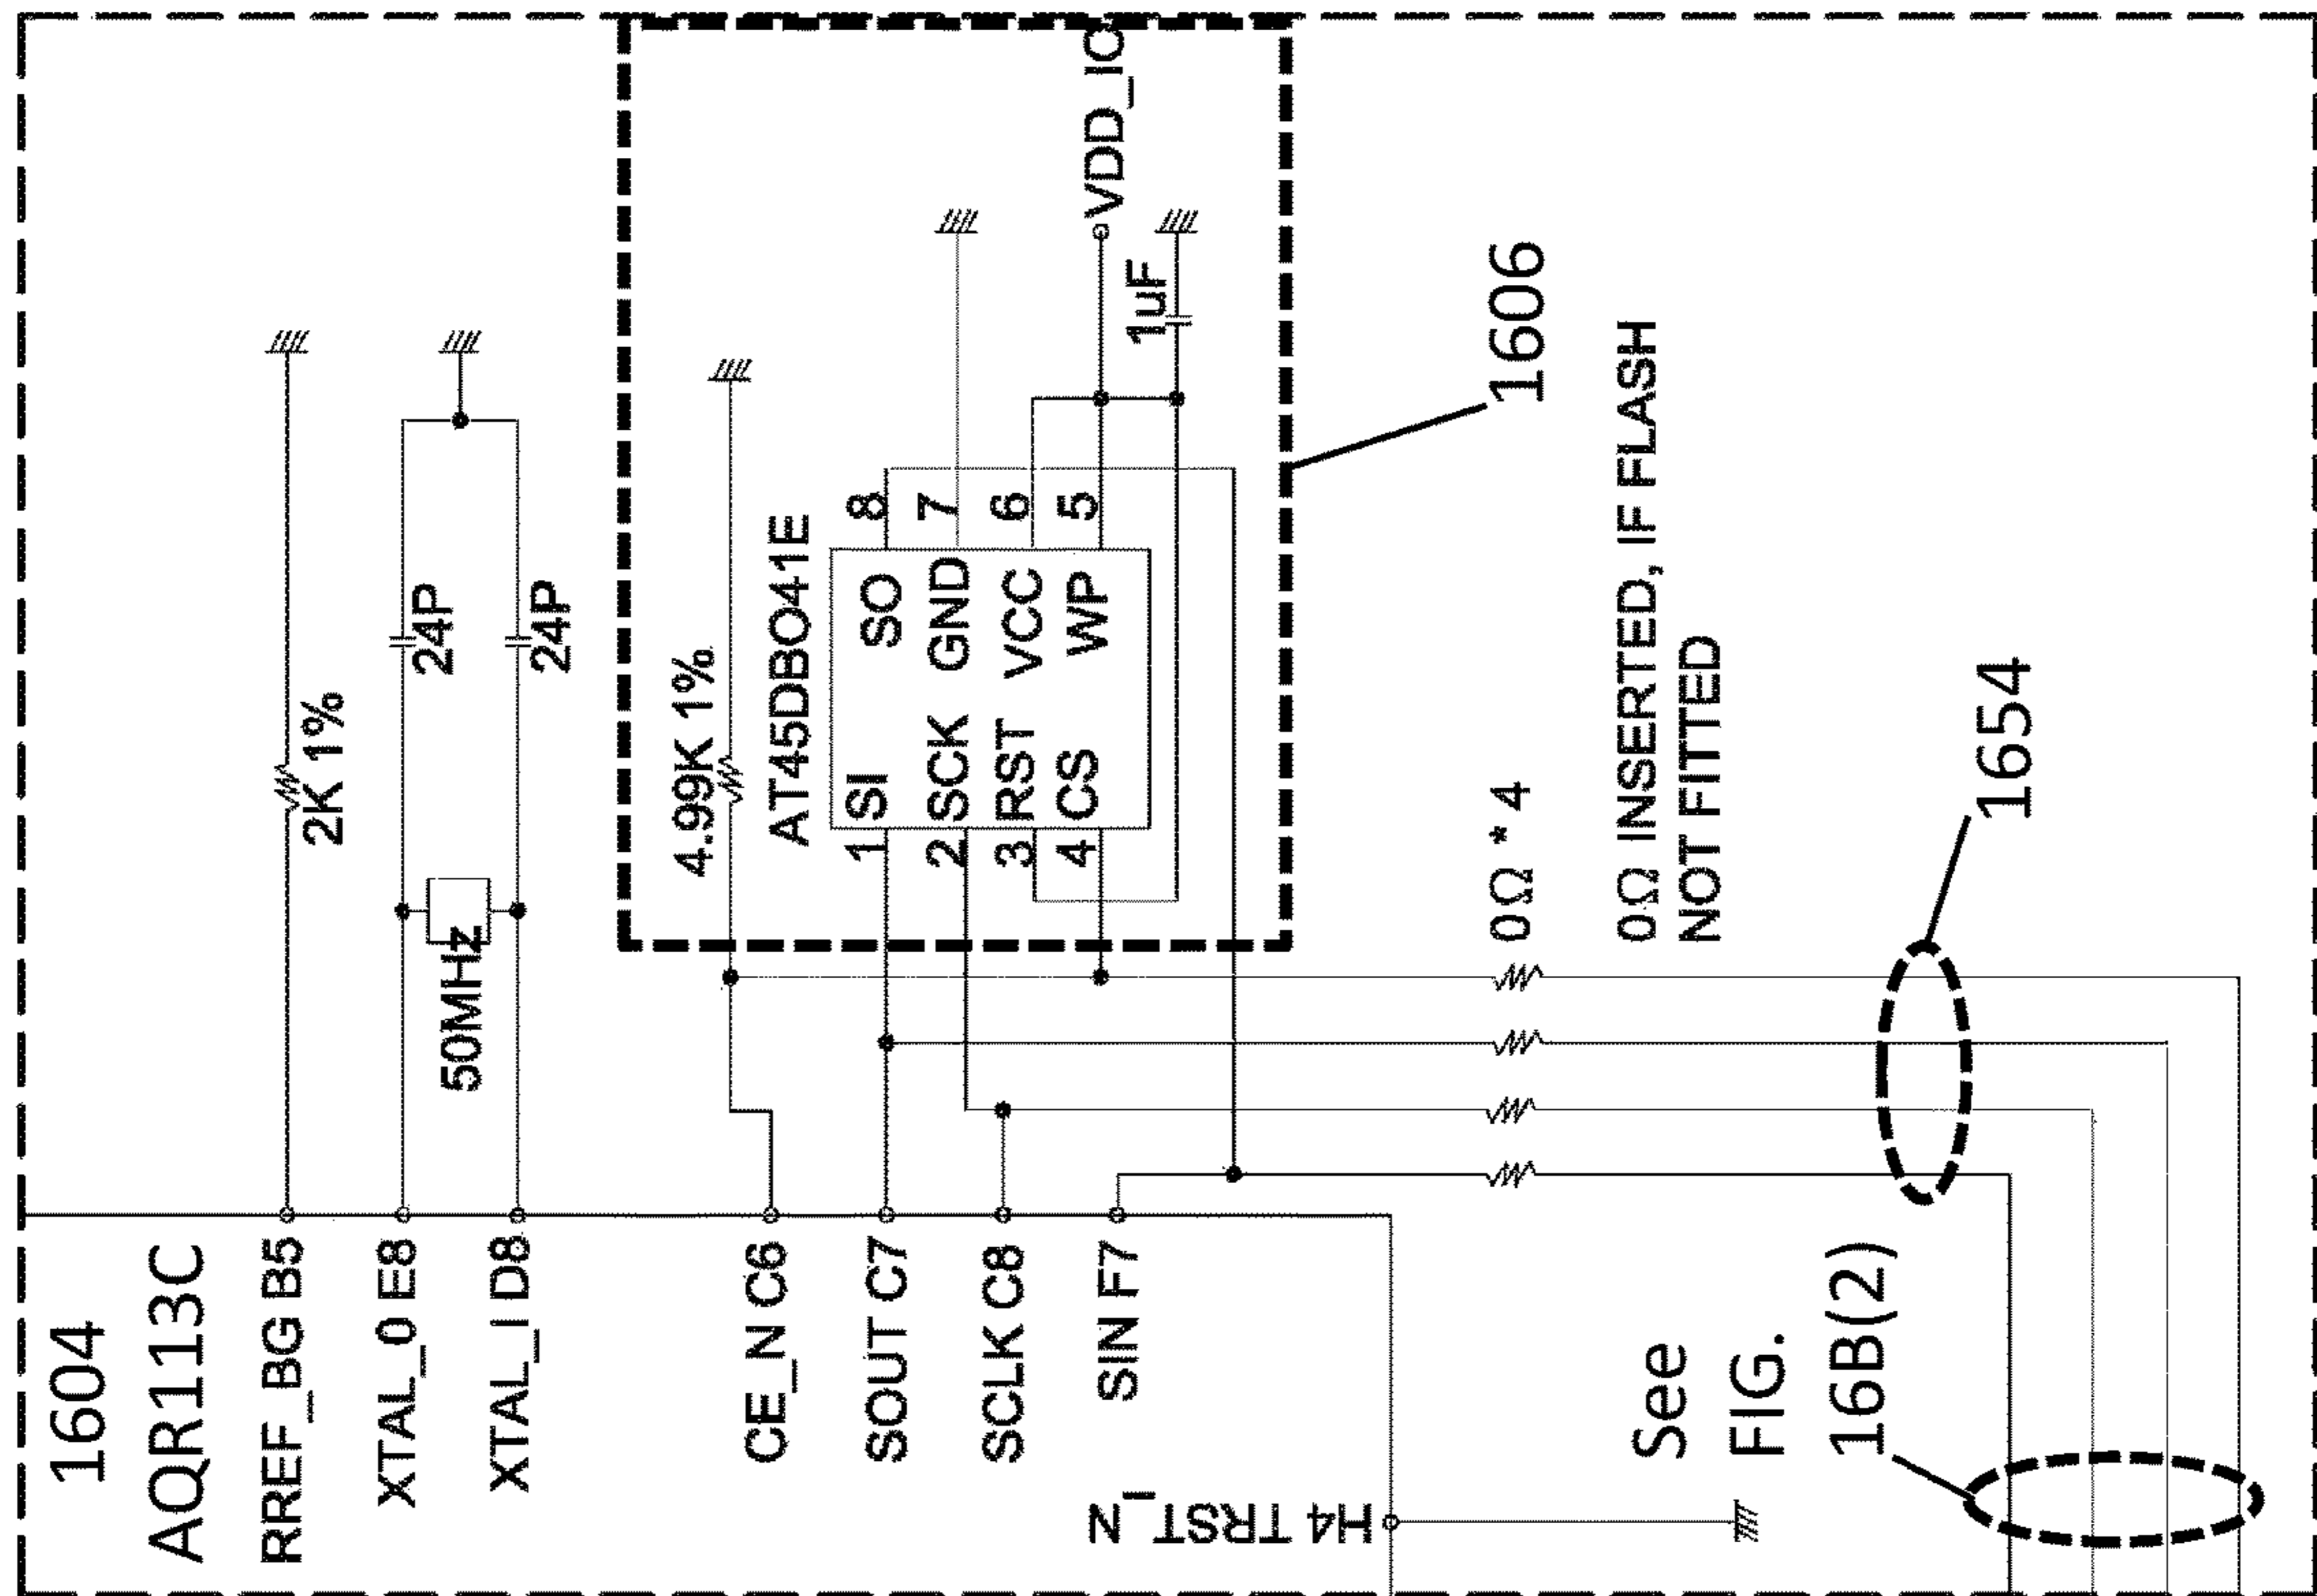 1604
AQR113C
RREF_BG B5
XTAL_0 E8
XTAL_I D8
CE_N C6
SOUT C7
SCLK C8
SIN F7
H4 TRST_N
2K 1%
50MHz
24P
24P
4.99K 1%
AT45DBO41E
1 SI SO 8
2 SCK GND 7
3 RST VCC 6
4 CS WP 5
VDD_IO
1uF
1606
0Ω * 4
0Ω INSERTED, IF FLASH
NOT FITTED
1654
See
FIG.
16B(2)